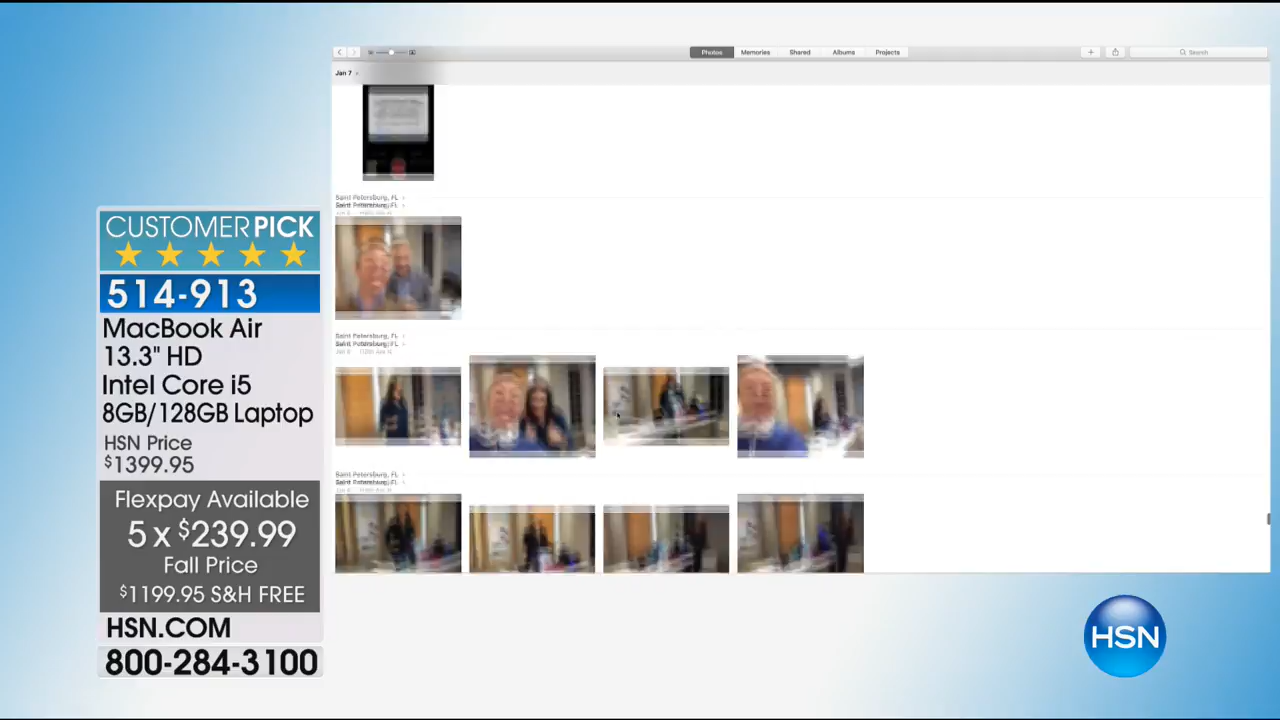 Photos
Memories
Shared
Albums
Projects
Search
Jan 7
Saint Petersburg, FL
Saint Petersburg, FL
CUSTOMER PICK
514-913
MacBook Air
13.3" HD
Intel Core i5
8GB/128GB Laptop
HSN Price
$1399.95
Flexpay Available
5 x $239.99
Fall Price
$1199.95 S&H FREE
HSN.COM
800-284-3100
Saint Petersburg, FL
Saint Petersburg, FL
Saint Petersburg, FL
Saint Petersburg, FL
HSN